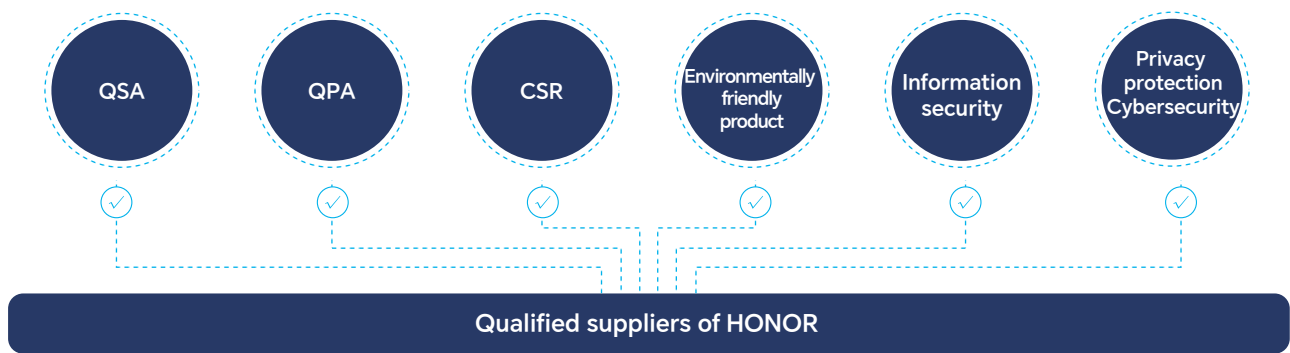 QSA
QPA
CSR
Environmentally
friendly
product
Information
security
Privacy
protection
Cybersecurity
Qualified suppliers of HONOR